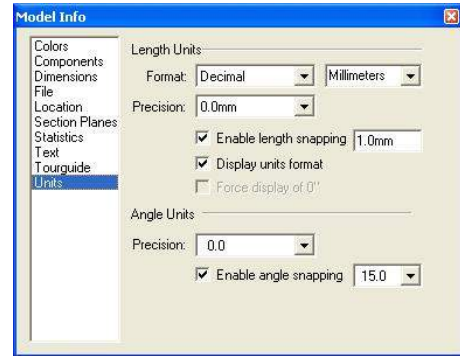 Model Info
Colors
Components
Dimensions
File
Location
Section Planes
Statistics
Text
Tourguide
Units
Length Units
Format: Decimal Millimeters
Precision: 0.0mm
Enable length snapping 1.0mm
Display units format
Force display of 0"
Angle Units
Precision: 0.0
Enable angle snapping 15.0